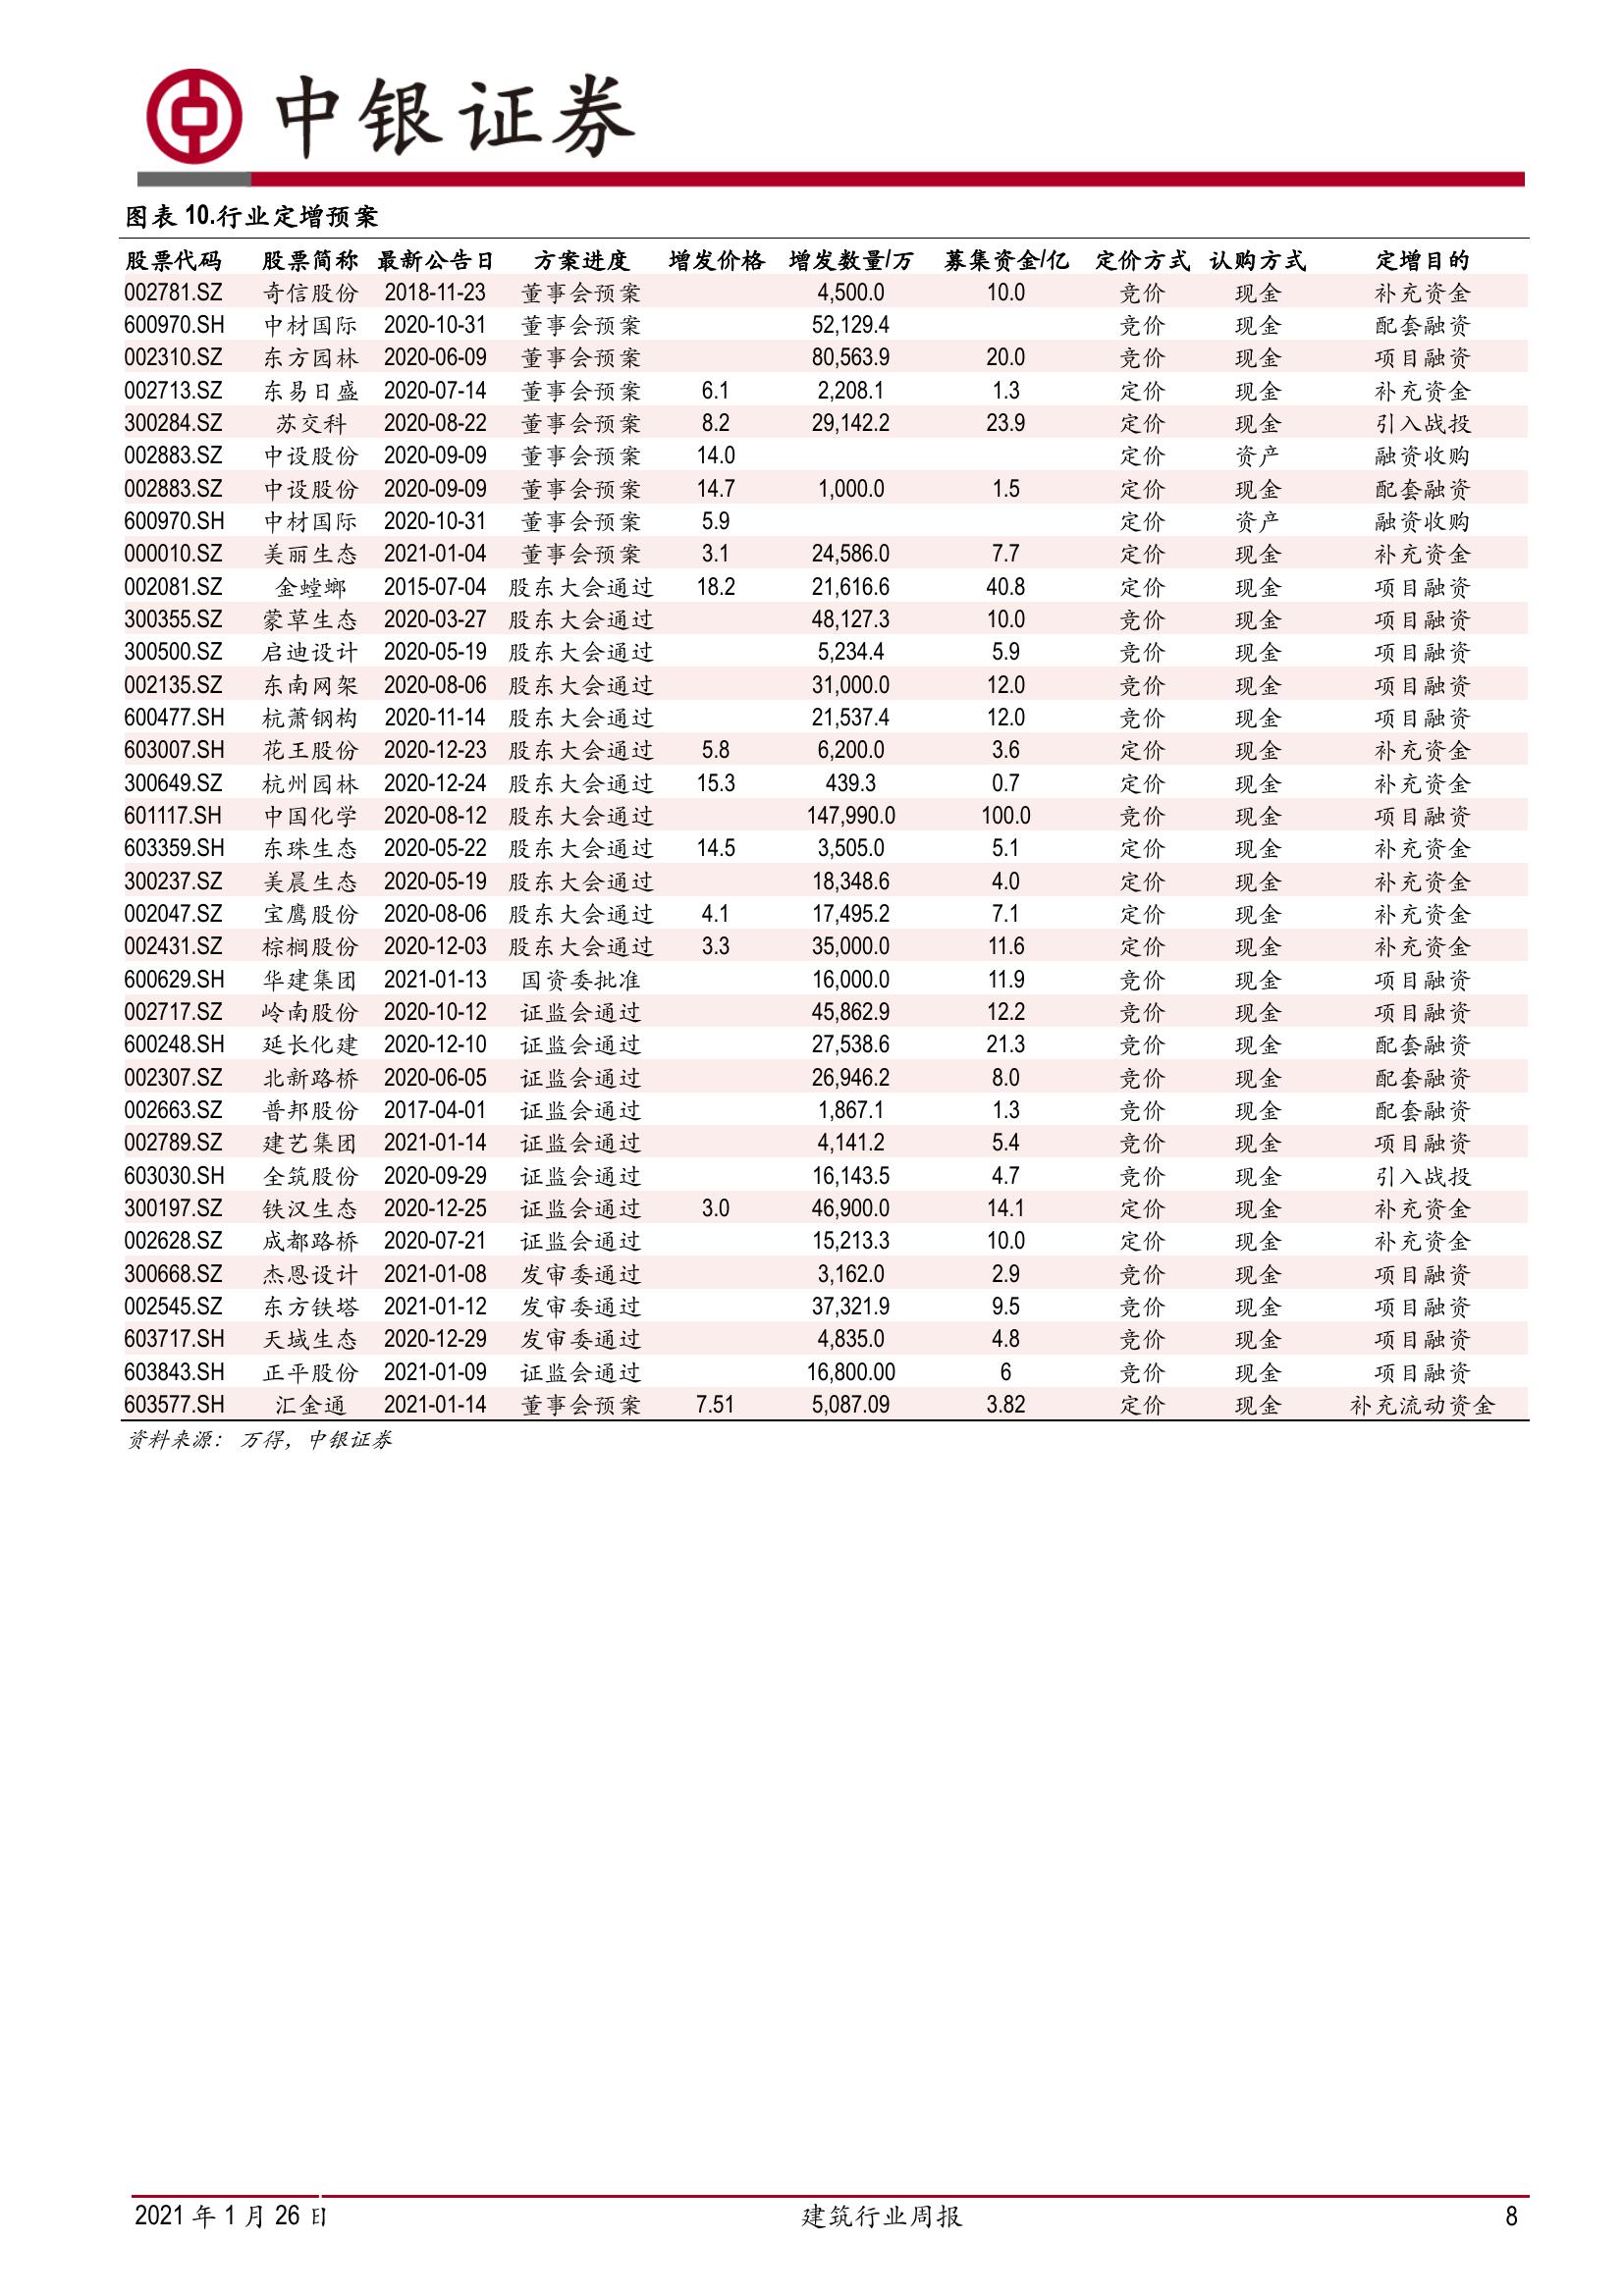 中银证券
图表 10.行业定增预案
股票代码 股票简称 最新公告日 方案进度 增发价格 增发数量/万 募集资金/亿 定价方式 认购方式 定增目的
002781.SZ 奇信股份 2018-11-23 董事会预案 4,500.0 10.0 竞价 现金 补充资金
600970.SH 中材国际 2020-10-31 董事会预案 52,129.4 竞价 现金 配套融资
002310.SZ 东方园林 2020-06-09 董事会预案 80,563.9 20.0 竞价 现金 项目融资
002713.SZ 东易日盛 2020-07-14 董事会预案 6.1 2,208.1 1.3 定价 现金 补充资金
300284.SZ 苏交科 2020-08-22 董事会预案 8.2 29,142.2 23.9 定价 现金 引入战投
002883.SZ 中设股份 2020-09-09 董事会预案 14.0 定价 资产 融资收购
002883.SZ 中设股份 2020-09-09 董事会预案 14.7 1,000.0 1.5 定价 现金 配套融资
600970.SH 中材国际 2020-10-31 董事会预案 5.9 定价 资产 融资收购
000010.SZ 美丽生态 2021-01-04 董事会预案 3.1 24,586.0 7.7 定价 现金 补充资金
002081.SZ 金螳螂 2015-07-04 股东大会通过 18.2 21,616.6 40.8 定价 现金 项目融资
300355.SZ 蒙草生态 2020-03-27 股东大会通过 48,127.3 10.0 竞价 现金 项目融资
300500.SZ 启迪设计 2020-05-19 股东大会通过 5,234.4 5.9 竞价 现金 项目融资
002135.SZ 东南网架 2020-08-06 股东大会通过 31,000.0 12.0 竞价 现金 项目融资
600477.SH 杭萧钢构 2020-11-14 股东大会通过 21,537.4 12.0 竞价 现金 项目融资
603007.SH 花王股份 2020-12-23 股东大会通过 5.8 6,200.0 3.6 定价 现金 补充资金
300649.SZ 杭州园林 2020-12-24 股东大会通过 15.3 439.3 0.7 定价 现金 补充资金
601117.SH 中国化学 2020-08-12 股东大会通过 147,990.0 100.0 竞价 现金 项目融资
603359.SH 东珠生态 2020-05-22 股东大会通过 14.5 3,505.0 5.1 定价 现金 补充资金
300237.SZ 美晨生态 2020-05-19 股东大会通过 18,348.6 4.0 定价 现金 补充资金
002047.SZ 宝鹰股份 2020-08-06 股东大会通过 4.1 17,495.2 7.1 定价 现金 补充资金
002431.SZ 棕榈股份 2020-12-03 股东大会通过 3.3 35,000.0 11.6 定价 现金 补充资金
600629.SH 华建集团 2021-01-13 国资委批准 16,000.0 11.9 竞价 现金 项目融资
002717.SZ 岭南股份 2020-10-12 证监会通过 45,862.9 12.2 竞价 现金 项目融资
600248.SH 延长化建 2020-12-10 证监会通过 27,538.6 21.3 竞价 现金 配套融资
002307.SZ 北新路桥 2020-06-05 证监会通过 26,946.2 8.0 竞价 现金 配套融资
002663.SZ 普邦股份 2017-04-01 证监会通过 1,867.1 1.3 竞价 现金 配套融资
002789.SZ 建艺集团 2021-01-14 证监会通过 4,141.2 5.4 竞价 现金 项目融资
603030.SH 全筑股份 2020-09-29 证监会通过 16,143.5 4.7 竞价 现金 引入战投
300197.SZ 铁汉生态 2020-12-25 证监会通过 3.0 46,900.0 14.1 定价 现金 补充资金
002628.SZ 成都路桥 2020-07-21 证监会通过 15,213.3 10.0 定价 现金 补充资金
300668.SZ 杰恩设计 2021-01-08 发审委通过 3,162.0 2.9 竞价 现金 项目融资
002545.SZ 东方铁塔 2021-01-12 发审委通过 37,321.9 9.5 竞价 现金 项目融资
603717.SH 天域生态 2020-12-29 发审委通过 4,835.0 4.8 竞价 现金 项目融资
603843.SH 正平股份 2021-01-09 证监会通过 16,800.00 6 竞价 现金 项目融资
603577.SH 汇金通 2021-01-14 董事会预案 7.51 5,087.09 3.82 定价 现金 补充流动资金
资料来源： 万得，中银证券
2021 年 1 月 26 日 建筑行业周报 8